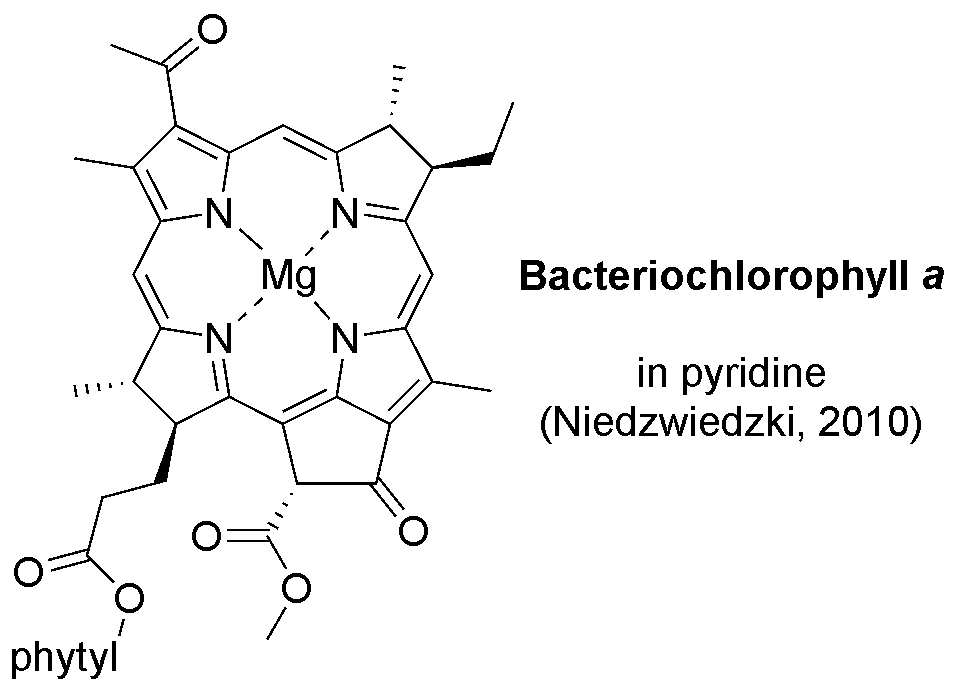 O
N
N
Mg
Bacteriochlorophyll a
N
N
in pyridine
(Niedzwiedzki, 2010)
O
O
O
O
O
phytyl